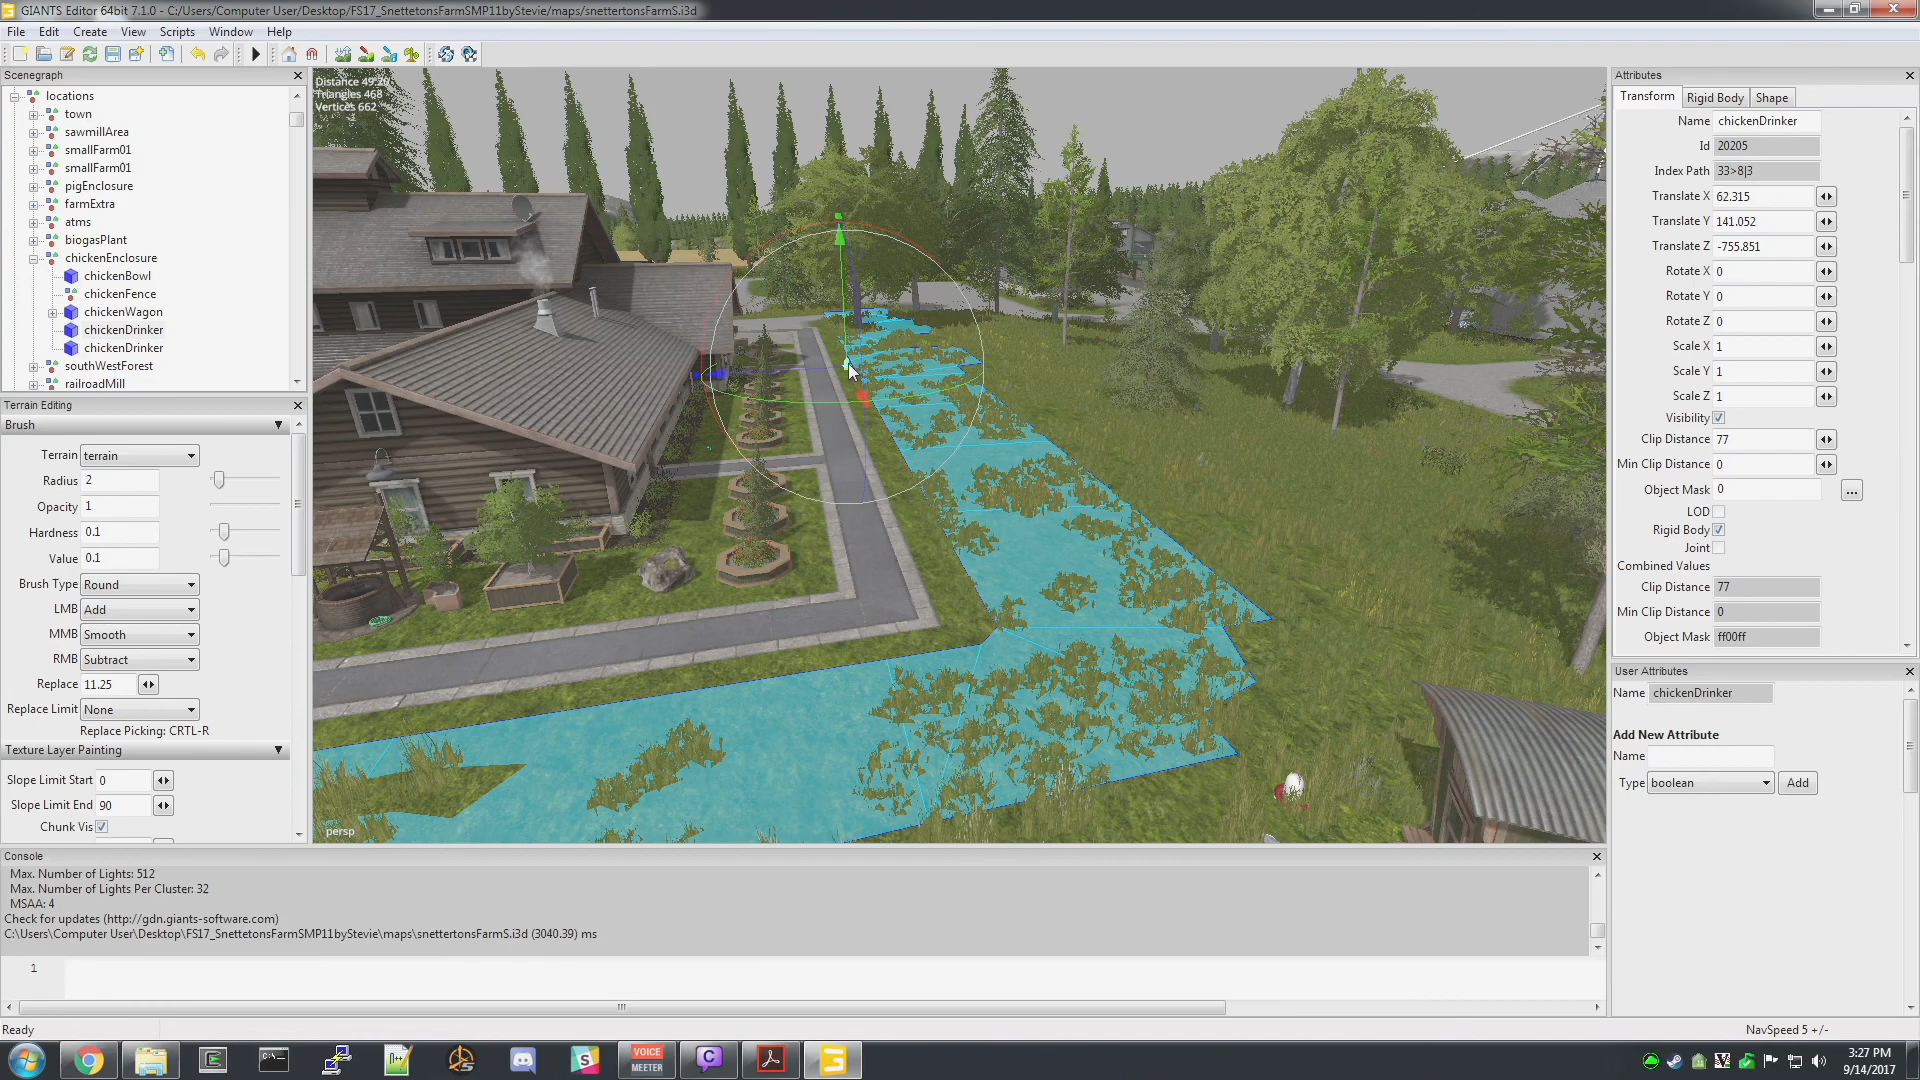 GIANTS Editor 64bit 7.1.0 - C:/Users/Computer User/Desktop/FS17_SnettetonsFarmSMP11byStevie/maps/snettertonsFarmS.i3d
File Edit Create View Scripts Window Help
Scenegraph
locations
town
sawmillArea
smallFarm01
smallFarm01
pigEnclosure
farmExtra
atms
biogasPlant
chickenEnclosure
chickenBowl
chickenFence
chickenWagon
chickenDrinker
chickenDrinker
southWestForest
railroadMill
Terrain Editing
Brush
Terrain terrain
Radius 2
Opacity 1
Hardness 0.1
Value 0.1
Brush Type Round
LMB Add
MMB Smooth
RMB Subtract
Replace 11.25
Replace Limit None
Replace Picking: CRTL-R
Texture Layer Painting
Slope Limit Start 0
Slope Limit End 90
Chunk Vis
Triangles 468
Vertices 662
persp
Attributes
Transform Rigid Body Shape
Name chickenDrinker
Id 20205
Index Path 33>8|3
Translate X 62.315
Translate Y 141.052
Translate Z -755.851
Rotate X 0
Rotate Y 0
Rotate Z 0
Scale X 1
Scale Y 1
Scale Z 1
Visibility
Clip Distance 77
Min Clip Distance 0
Object Mask 0 ...
LOD
Rigid Body
Joint
Combined Values
Clip Distance 77
Min Clip Distance 0
Object Mask ff00ff
User Attributes
Name chickenDrinker
Add New Attribute
Name
Type boolean Add
Console
Max. Number of Lights: 512
Max. Number of Lights Per Cluster: 32
MSAA: 4
Check for updates (http://gdn.giants-software.com)
C:\Users\Computer User\Desktop\FS17_SnettetonsFarmSMP11byStevie\maps\snettertonsFarmS.i3d (3040.39) ms
1
Ready
NavSpeed 5 +/-
VOICE
MEETER
3:27 PM
9/14/2017